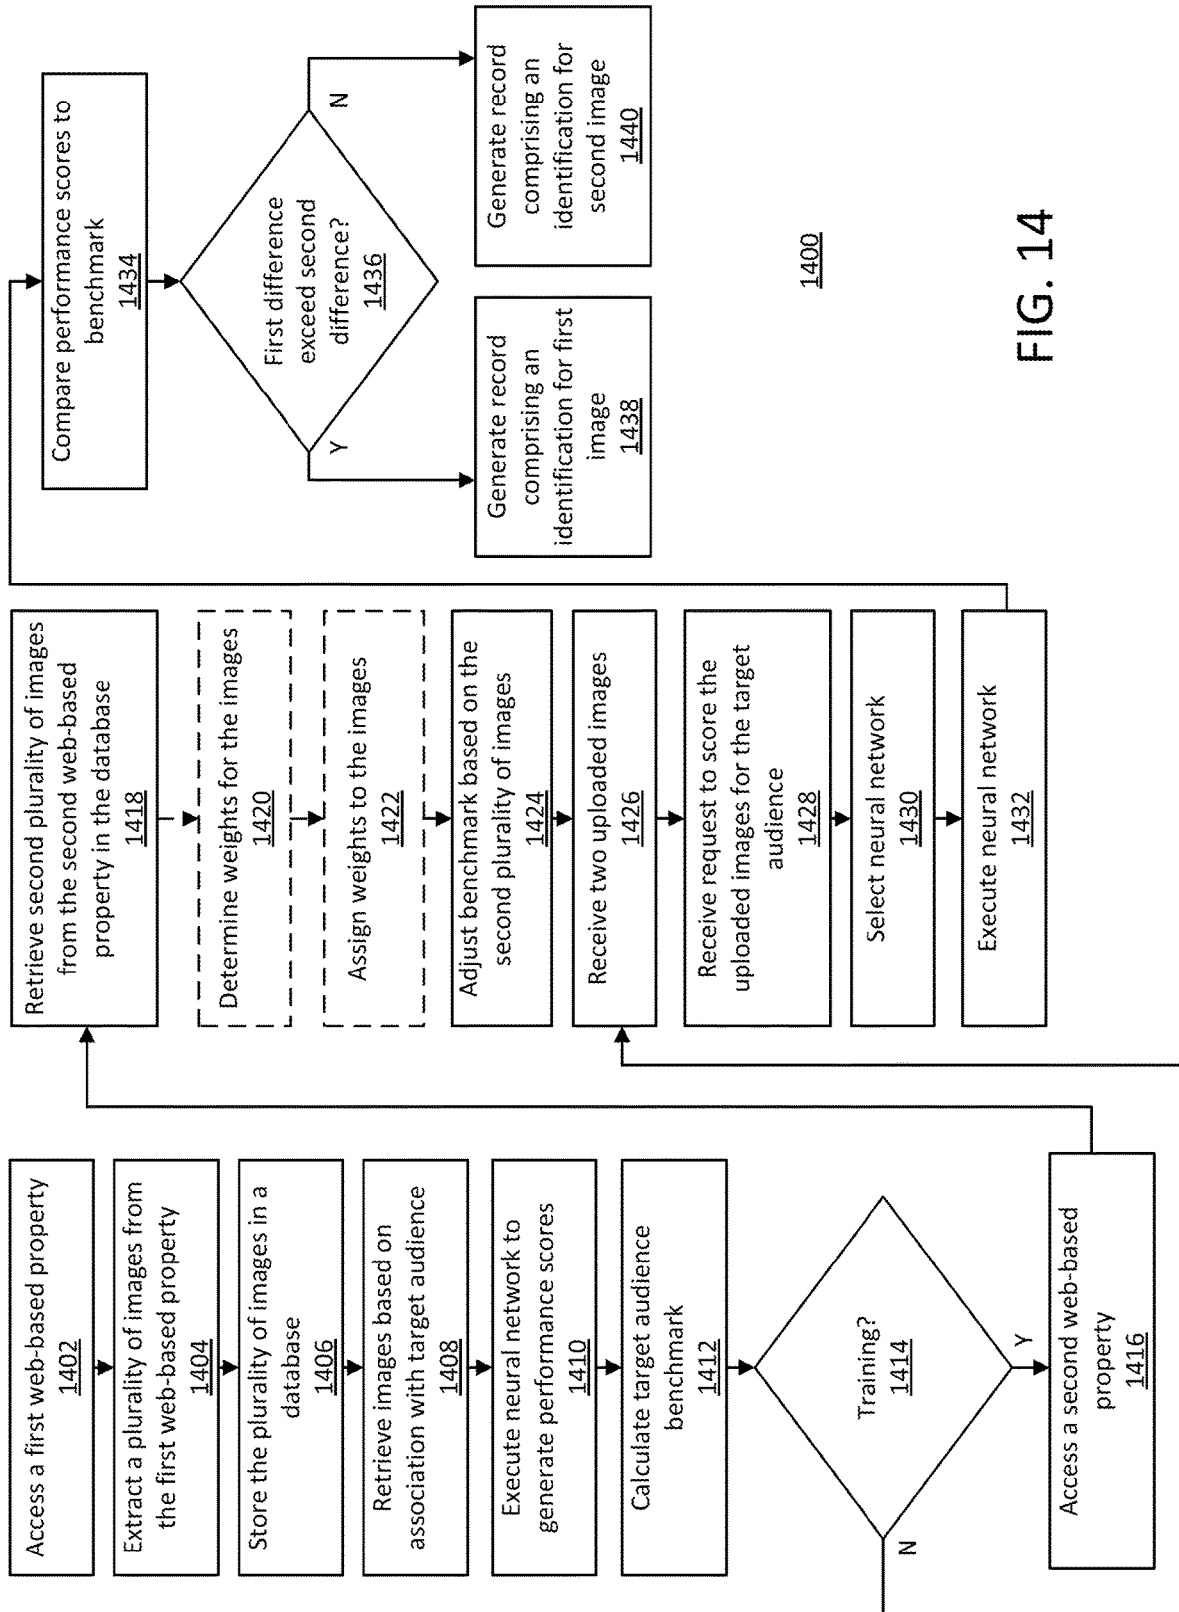 Access a first web-based property
1402
Extract a plurality of images from
the first web-based property
1404
Store the plurality of images in a
database
1406
Retrieve images based on
association with target audience
1408
Execute neural network to
generate performance scores
1410
Calculate target audience
benchmark
1412
Training?
1414
N
Y
Access a second web-based
property
1416
Retrieve second plurality of images
from the second web-based
property in the database
1418
Determine weights for the images
1420
Assign weights to the images
1422
Adjust benchmark based on the
second plurality of images
1424
Receive two uploaded images
1426
Receive request to score the
uploaded images for the target
audience
1428
Select neural network
1430
Execute neural network
1432
Compare performance scores to
benchmark
1434
First difference
exceed second
difference?
1436
Y
N
Generate record
comprising an
identification for first
image
1438
Generate record
comprising an
identification for
second image
1440
1400
FIG. 14